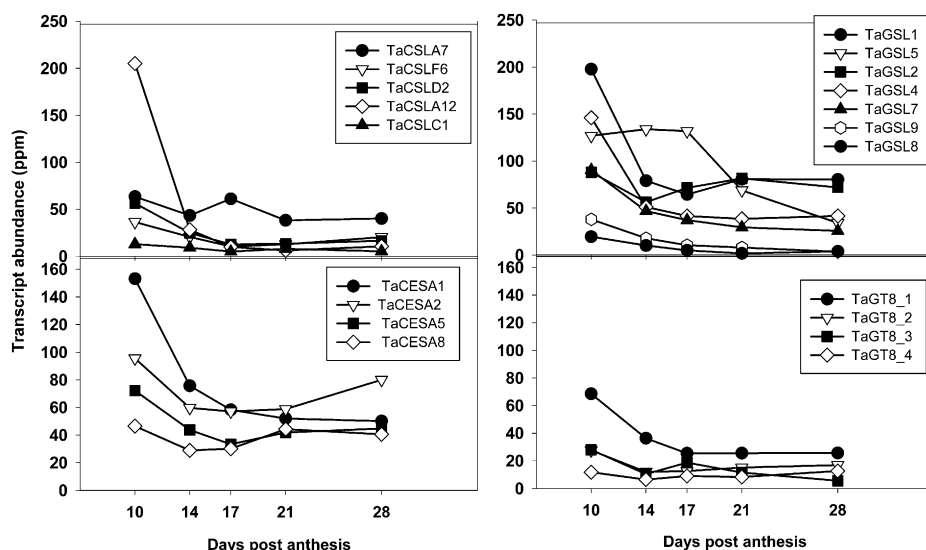 Transcript abundance (ppm)
250
200
150
100
50
0
TaCSLA7
TaCSLF6
TaCSLD2
TaCSLA12
TaCSLC1
250
200
150
100
50
0
TaGSL1
TaGSL5
TaGSL2
TaGSL4
TaGSL7
TaGSL9
TaGSL8
160
140
120
100
80
60
40
20
0
TaCESA1
TaCESA2
TaCESA5
TaCESA8
10 14 17 21 28
Days post anthesis
160
140
120
100
80
60
40
20
0
TaGT8_1
TaGT8_2
TaGT8_3
TaGT8_4
10 14 17 21 28
Days post anthesis